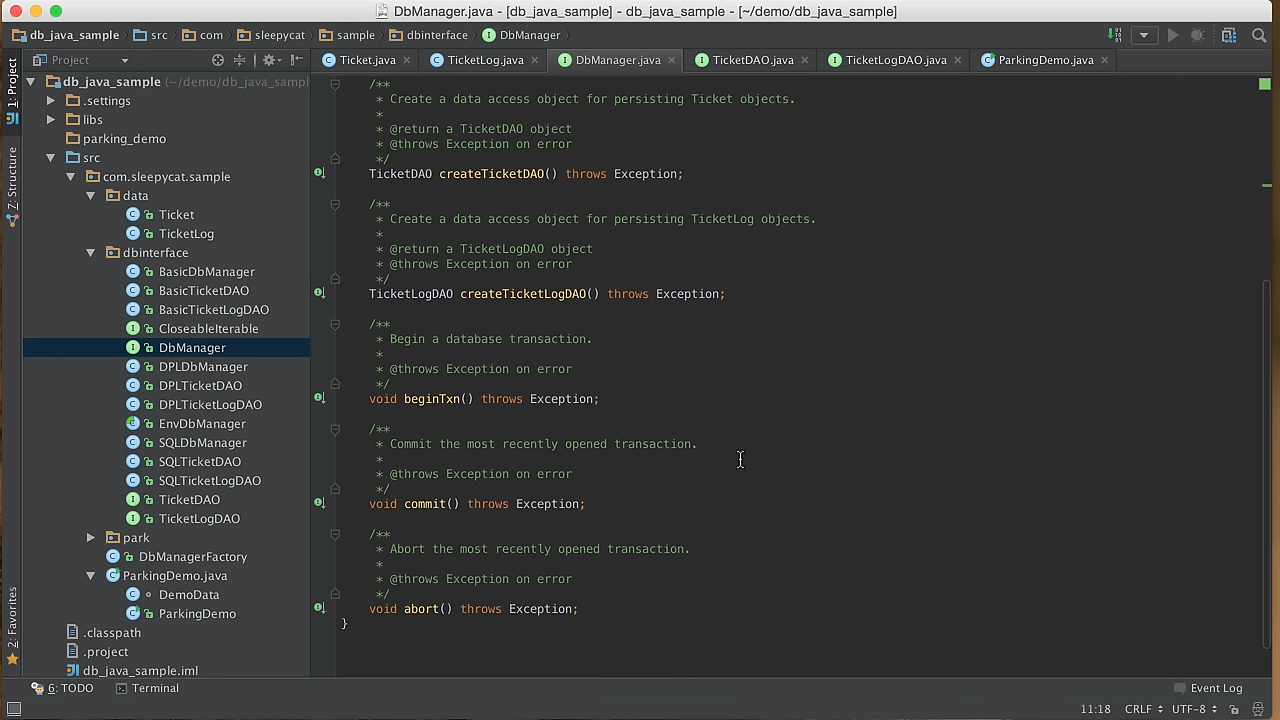 DbManager.java - [db_java_sample] - db_java_sample - [~/demo/db_java_sample]
db_java_sample src com sleepycat sample dbinterface DbManager
Project
Ticket.java TicketLog.java DbManager.java TicketDAO.java TicketLogDAO.java ParkingDemo.java
1: Project
Z: Structure
2: Favorites
db_java_sample (~/demo/db_java_sampl
.settings
libs
parking_demo
src
com.sleepycat.sample
data
Ticket
TicketLog
dbinterface
BasicDbManager
BasicTicketDAO
BasicTicketLogDAO
CloseableIterable
DbManager
DPLDbManager
DPLTicketDAO
DPLTicketLogDAO
EnvDbManager
SQLDbManager
SQLTicketDAO
SQLTicketLogDAO
TicketDAO
TicketLogDAO
park
DbManagerFactory
ParkingDemo.java
DemoData
ParkingDemo
.classpath
.project
db_java_sample.iml
/**
* Create a data access object for persisting Ticket objects.
*
* @return a TicketDAO object
* @throws Exception on error
*/
TicketDAO createTicketDAO() throws Exception;
/**
* Create a data access object for persisting TicketLog objects.
*
* @return a TicketLogDAO object
* @throws Exception on error
*/
TicketLogDAO createTicketLogDAO() throws Exception;
/**
* Begin a database transaction.
*
* @throws Exception on error
*/
void beginTxn() throws Exception;
/**
* Commit the most recently opened transaction.
*
* @throws Exception on error
*/
void commit() throws Exception;
/**
* Abort the most recently opened transaction.
*
* @throws Exception on error
*/
void abort() throws Exception;
}
6: TODO Terminal Event Log
11:18 CRLF UTF-8